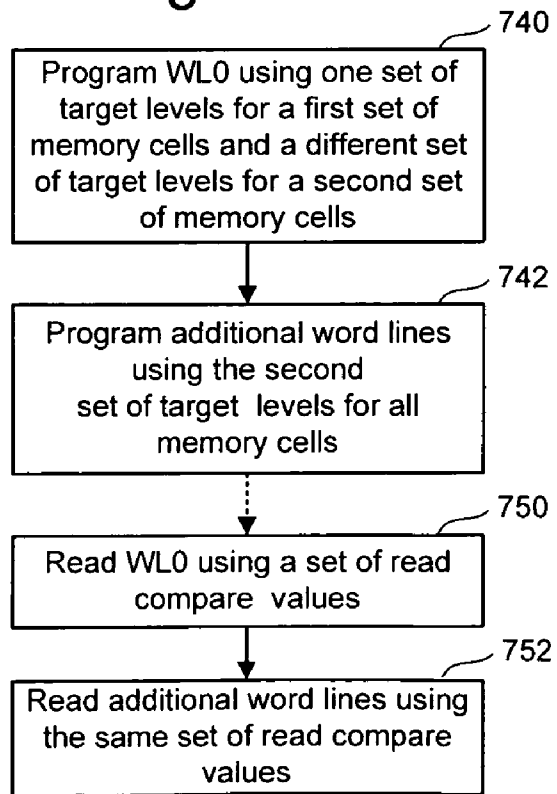 740
Program WL0 using one set of
target levels for a first set of
memory cells and a different set
of target levels for a second set
of memory cells
742
Program additional word lines
using the second
set of target levels for all
memory cells
750
Read WL0 using a set of read
compare values
752
Read additional word lines using
the same set of read compare
values